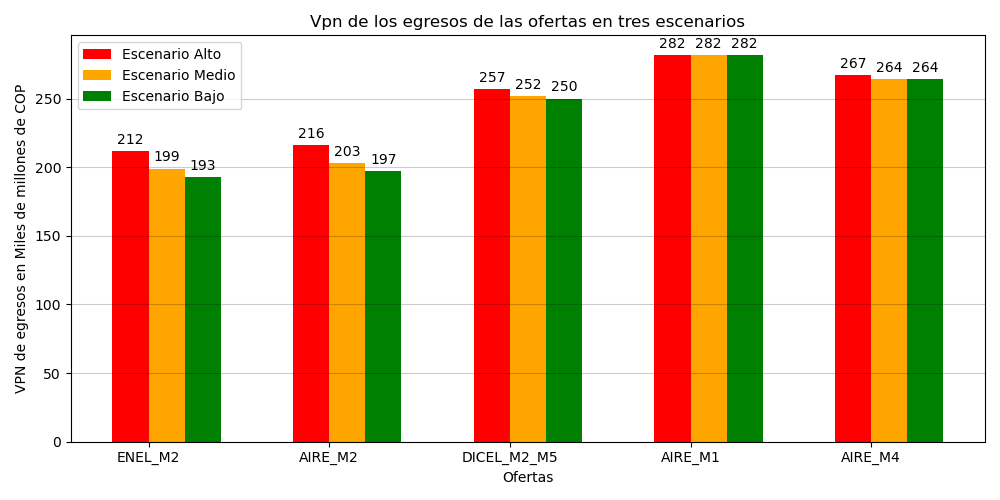 Vpn de los egresos de las ofertas en tres escenarios
Escenario Alto
Escenario Medio
Escenario Bajo
VPN de egresos en Miles de millones de COP
250
200
150
100
50
0
212
199
193
216
203
197
257
252
250
282
282
282
267
264
264
ENEL_M2
AIRE_M2
DICEL_M2_M5
AIRE_M1
AIRE_M4
Ofertas